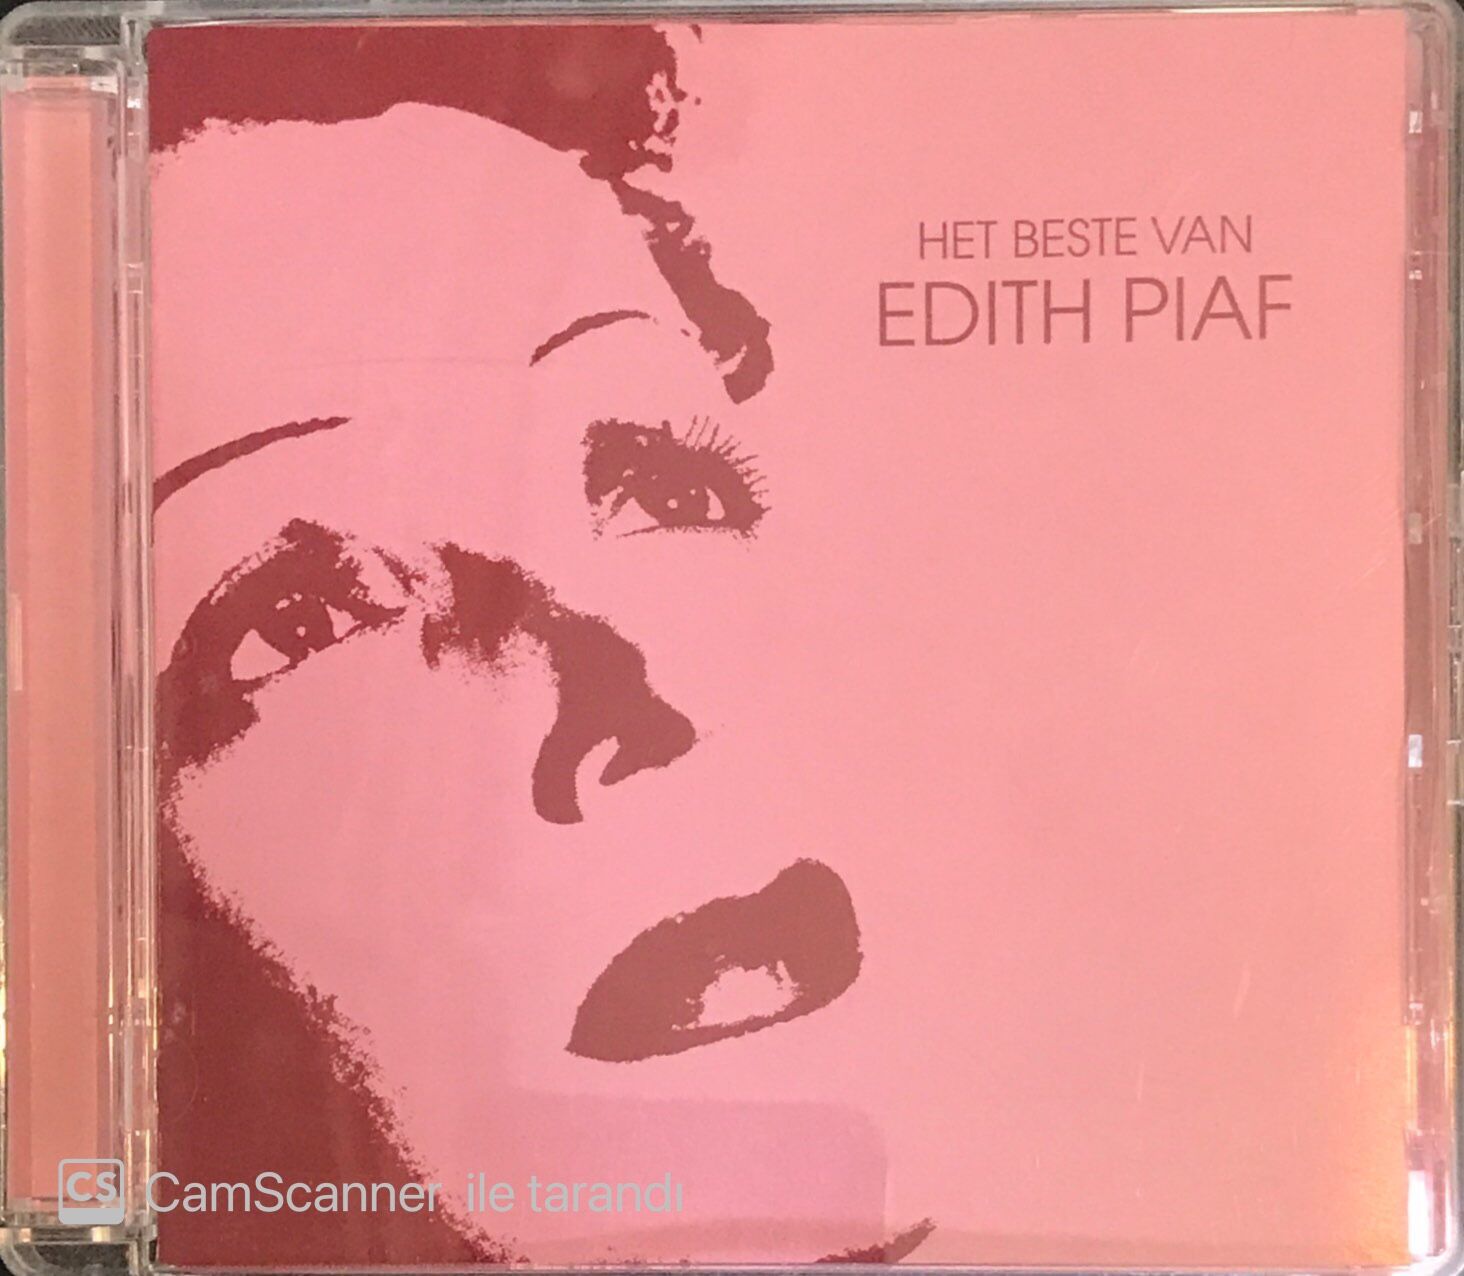 HET BESTE VAN
EDITH PIAF
CS CamScanner ile tarandı